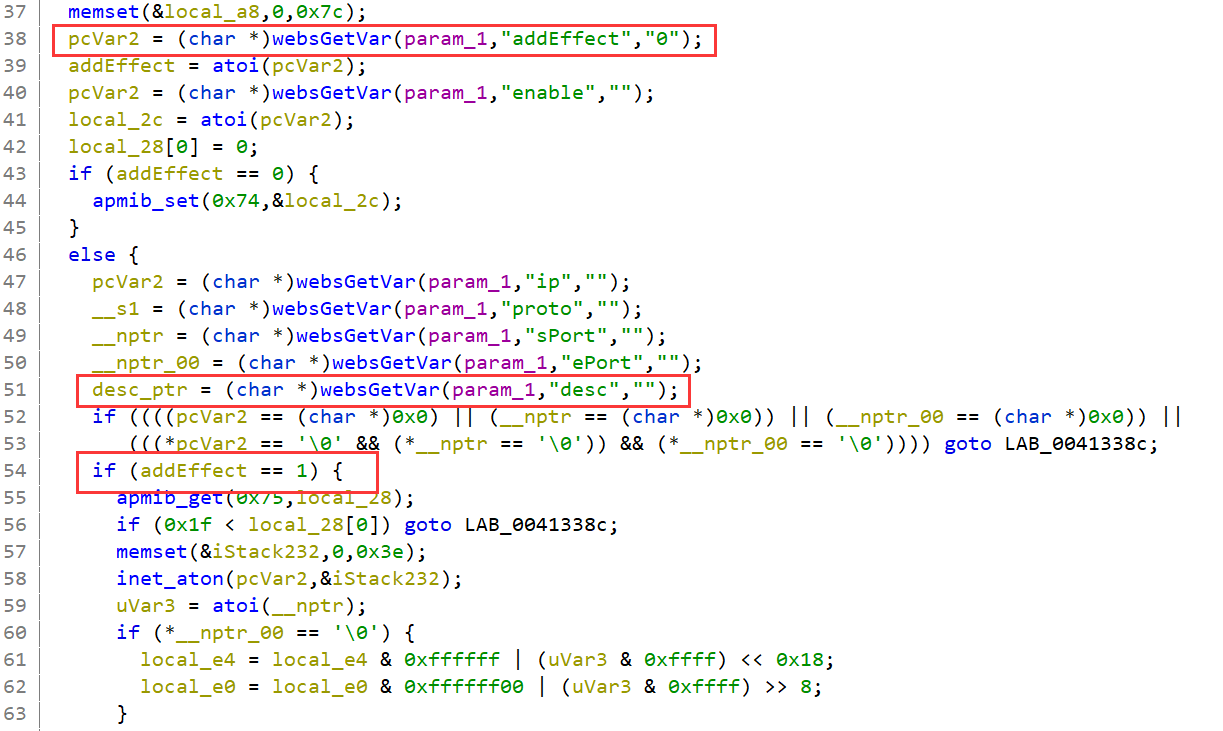 37 memset(&local_a8,0,0x7c);
38 pcVar2 = (char *)websGetVar(param_1,"addEffect","0");
39 addEffect = atoi(pcVar2);
40 pcVar2 = (char *)websGetVar(param_1,"enable","");
41 local_2c = atoi(pcVar2);
42 local_28[0] = 0;
43 if (addEffect == 0) {
44 apmib_set(0x74,&local_2c);
45 }
46 else {
47 pcVar2 = (char *)websGetVar(param_1,"ip","");
48 __s1 = (char *)websGetVar(param_1,"proto","");
49 __nptr = (char *)websGetVar(param_1,"sPort","");
50 __nptr_00 = (char *)websGetVar(param_1,"ePort","");
51 desc_ptr = (char *)websGetVar(param_1,"desc","");
52 if ((((pcVar2 == (char *)0x0) || (__nptr == (char *)0x0)) || (__nptr_00 == (char *)0x0)) ||
53 (((*pcVar2 == '\0' && (*__nptr == '\0')) && (*__nptr_00 == '\0')))) goto LAB_0041338c;
54 if (addEffect == 1) {
55 apmib_get(0x75,local_28);
56 if (0x1f < local_28[0]) goto LAB_0041338c;
57 memset(&iStack232,0,0x3e);
58 inet_aton(pcVar2,&iStack232);
59 uVar3 = atoi(__nptr);
60 if (*__nptr_00 == '\0') {
61 local_e4 = local_e4 & 0xffffff | (uVar3 & 0xffff) << 0x18;
62 local_e0 = local_e0 & 0xffffff00 | (uVar3 & 0xffff) >> 8;
63 }